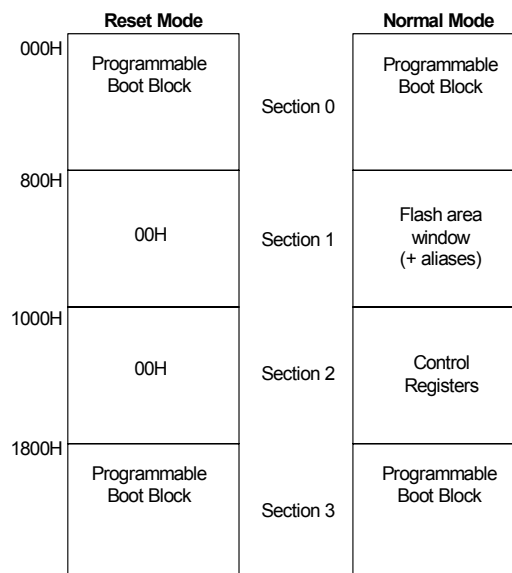 Reset Mode
Normal Mode
000H
Programmable
Boot Block
Section 0
Programmable
Boot Block
800H
00H
Section 1
Flash area
window
(+ aliases)
1000H
00H
Section 2
Control
Registers
1800H
Programmable
Boot Block
Section 3
Programmable
Boot Block